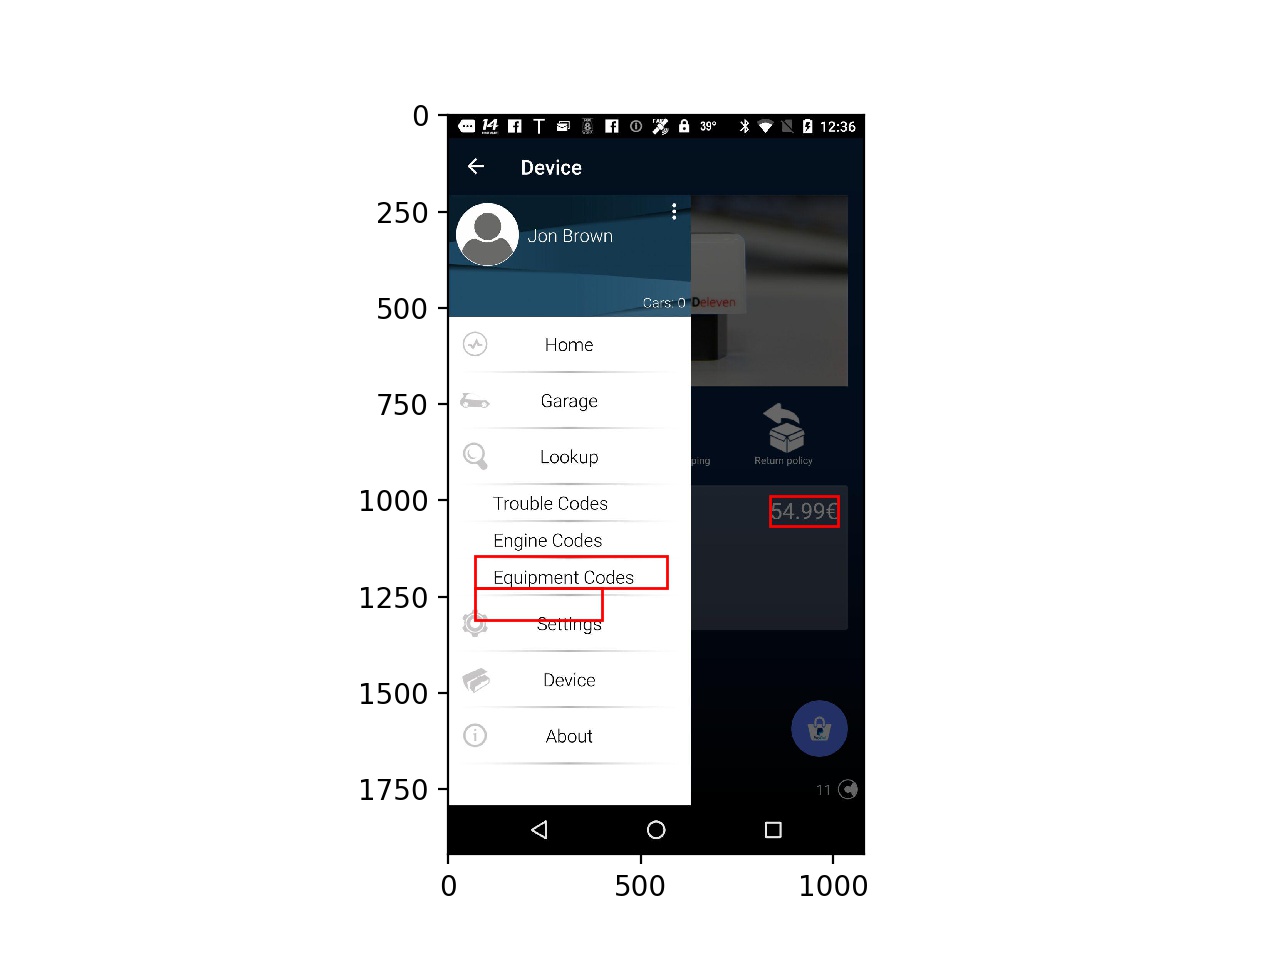 0
250
500
750
1000
1250
1500
1750
0
500
1000
14
39°
12:36
Device
Jon Brown
Cars: 0
Deleven
Home
Garage
Lookup
ping
Return policy
Trouble Codes
54.99€
Engine Codes
Equipment Codes
Settings
Device
About
11